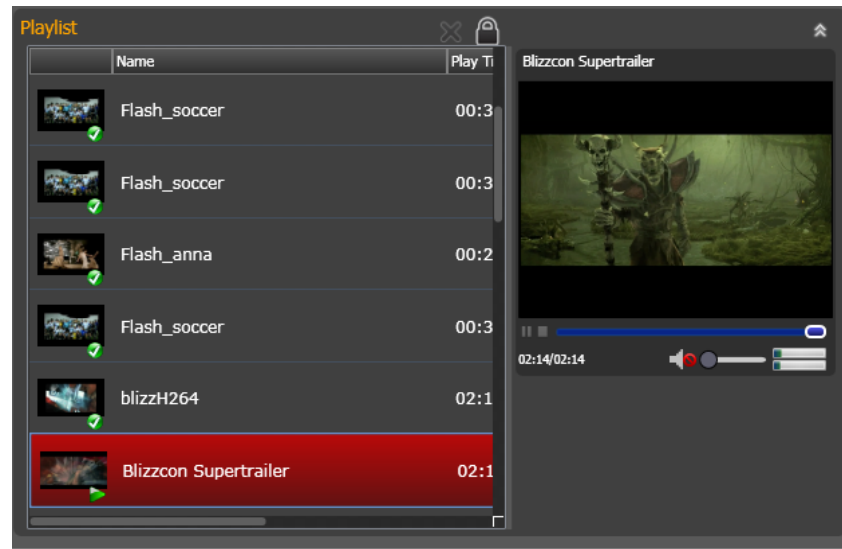 Playlist
Name Play Ti
Flash_soccer 00:3
Flash_soccer 00:3
Flash_anna 00:2
Flash_soccer 00:3
blizzH264 02:1
Blizzcon Supertrailer 02:1
Blizzcon Supertrailer
02:14/02:14